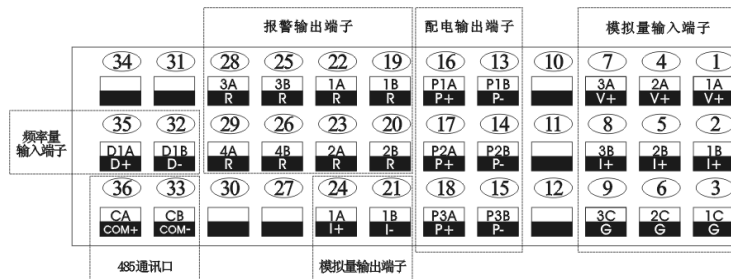 报警输出端子 配电输出端子 模拟量输入端子
34 31 28 25 22 19 16 13 10 7 4 1
3A 3B 1A 1B P1A P1B 3A 2A 1A
R R R R P+ P- V+ V+ V+
频率量
输入端子
35 32 29 26 23 20 17 14 11 8 5 2
D1A D1B 4A 4B 2A 2B P2A P2B 3B 2B 1B
D+ D- R R R R P+ P- I+ I+ I+
36 33 30 27 24 21 18 15 12 9 6 3
CA CB 1A 1B P3A P3B 3C 2C 1C
COM+ COM- I+ I- P+ P- G G G
485通讯口 模拟量输出端子